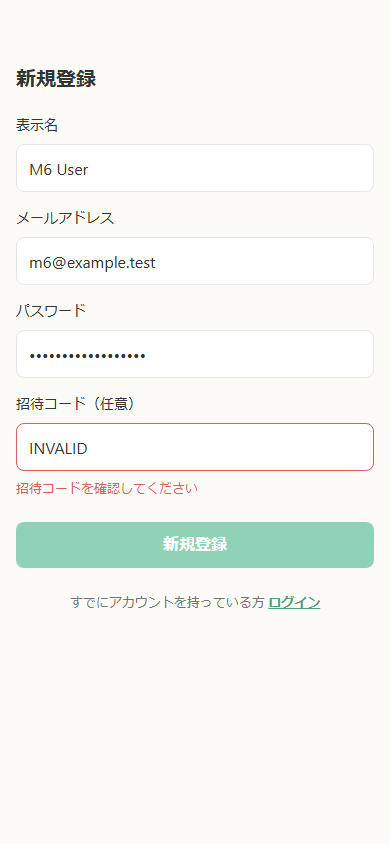 新規登録
表示名
M6 User
メールアドレス
m6@example.test
パスワード
••••••••••••••••••
招待コード（任意）
INVALID
招待コードを確認してください
新規登録
すでにアカウントを持っている方 ログイン